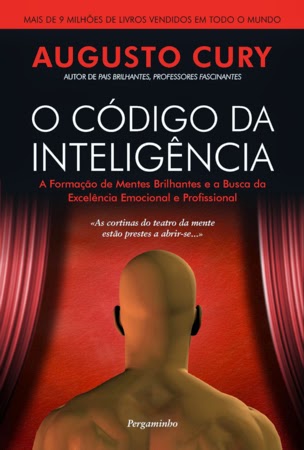 MAIS DE 9 MILHÕES DE LIVROS VENDIDOS EM TODO O MUNDO
AUGUSTO CURY
AUTOR DE PAIS BRILHANTES, PROFESSORES FASCINANTES
O CÓDIGO DA
INTELIGÊNCIA
A Formação de Mentes Brilhantes e a Busca da
Excelência Emocional e Profissional
«As cortinas do teatro da mente
estão prestes a abrir-se...»
Pergaminho